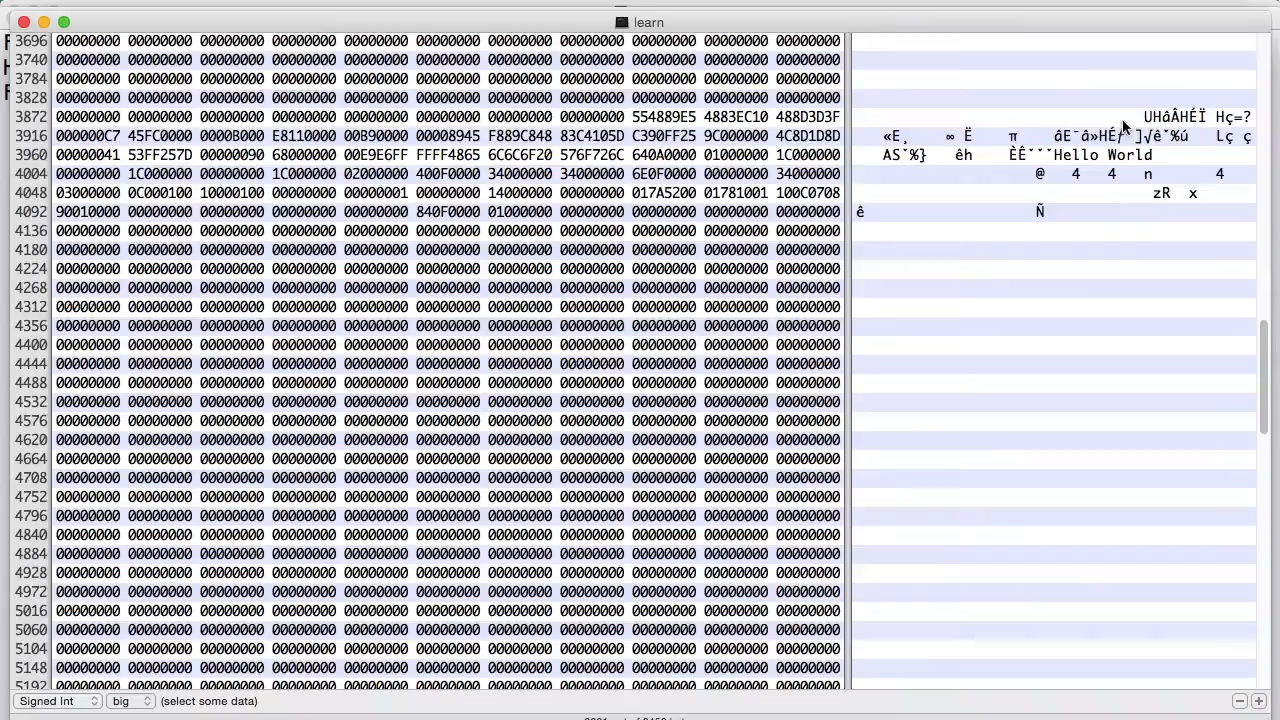 learn
3696 00000000 00000000 00000000 00000000 00000000 00000000 00000000 00000000 00000000 00000000 00000000
3740 00000000 00000000 00000000 00000000 00000000 00000000 00000000 00000000 00000000 00000000 00000000
3784 00000000 00000000 00000000 00000000 00000000 00000000 00000000 00000000 00000000 00000000 00000000
3828 00000000 00000000 00000000 00000000 00000000 00000000 00000000 00000000 00000000 00000000 00000000
3872 00000000 00000000 00000000 00000000 00000000 00000000 00000000 00000000 554889E5 4883EC10 488D3D3F UHâÂHÉÏ Hç=?
3916 000000C7 45FC0000 0000B000 E8110000 00B90000 00008945 F889C848 83C4105D C390FF25 9C000000 4C8D1D8D «E¸ ∞ Ë π âE¯â»HÉƒ ]√êˇ%ú Lç ç
3960 00000041 53FF257D 00000090 68000000 00E9E6FF FFFF4865 6C6C6F20 576F726C 640A0000 01000000 1C000000 ASˇ%} êh ÈÊˇˇˇHello World
4004 00000000 1C000000 00000000 1C000000 02000000 400F0000 34000000 34000000 6E0F0000 00000000 34000000 @ 4 4 n 4
4048 03000000 0C000100 10000100 00000000 00000001 00000000 14000000 00000000 017A5200 01781001 100C0708 zR x
4092 90010000 00000000 00000000 00000000 00000000 840F0000 01000000 00000000 00000000 00000000 00000000 ê Ñ
4136 00000000 00000000 00000000 00000000 00000000 00000000 00000000 00000000 00000000 00000000 00000000
4180 00000000 00000000 00000000 00000000 00000000 00000000 00000000 00000000 00000000 00000000 00000000
4224 00000000 00000000 00000000 00000000 00000000 00000000 00000000 00000000 00000000 00000000 00000000
4268 00000000 00000000 00000000 00000000 00000000 00000000 00000000 00000000 00000000 00000000 00000000
4312 00000000 00000000 00000000 00000000 00000000 00000000 00000000 00000000 00000000 00000000 00000000
4356 00000000 00000000 00000000 00000000 00000000 00000000 00000000 00000000 00000000 00000000 00000000
4400 00000000 00000000 00000000 00000000 00000000 00000000 00000000 00000000 00000000 00000000 00000000
4444 00000000 00000000 00000000 00000000 00000000 00000000 00000000 00000000 00000000 00000000 00000000
4488 00000000 00000000 00000000 00000000 00000000 00000000 00000000 00000000 00000000 00000000 00000000
4532 00000000 00000000 00000000 00000000 00000000 00000000 00000000 00000000 00000000 00000000 00000000
4576 00000000 00000000 00000000 00000000 00000000 00000000 00000000 00000000 00000000 00000000 00000000
4620 00000000 00000000 00000000 00000000 00000000 00000000 00000000 00000000 00000000 00000000 00000000
4664 00000000 00000000 00000000 00000000 00000000 00000000 00000000 00000000 00000000 00000000 00000000
4708 00000000 00000000 00000000 00000000 00000000 00000000 00000000 00000000 00000000 00000000 00000000
4752 00000000 00000000 00000000 00000000 00000000 00000000 00000000 00000000 00000000 00000000 00000000
4796 00000000 00000000 00000000 00000000 00000000 00000000 00000000 00000000 00000000 00000000 00000000
4840 00000000 00000000 00000000 00000000 00000000 00000000 00000000 00000000 00000000 00000000 00000000
4884 00000000 00000000 00000000 00000000 00000000 00000000 00000000 00000000 00000000 00000000 00000000
4928 00000000 00000000 00000000 00000000 00000000 00000000 00000000 00000000 00000000 00000000 00000000
4972 00000000 00000000 00000000 00000000 00000000 00000000 00000000 00000000 00000000 00000000 00000000
5016 00000000 00000000 00000000 00000000 00000000 00000000 00000000 00000000 00000000 00000000 00000000
5060 00000000 00000000 00000000 00000000 00000000 00000000 00000000 00000000 00000000 00000000 00000000
5104 00000000 00000000 00000000 00000000 00000000 00000000 00000000 00000000 00000000 00000000 00000000
5148 00000000 00000000 00000000 00000000 00000000 00000000 00000000 00000000 00000000 00000000 00000000
5192 00000000 00000000 00000000 00000000 00000000 00000000 00000000 00000000 00000000 00000000 00000000
Signed Int big (select some data)